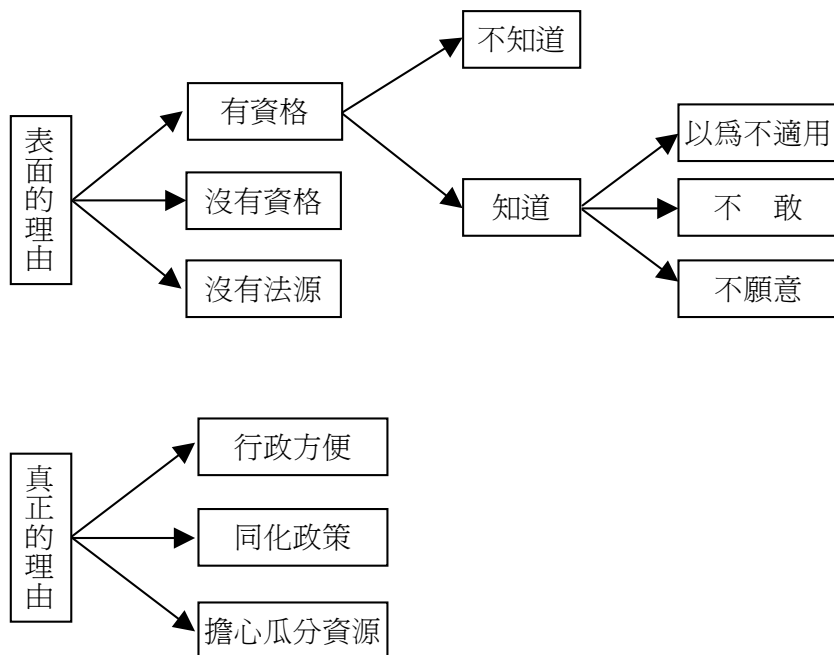 表面的理由
有資格
沒有資格
沒有法源
不知道
知道
以為不適用
不　敢
不願意
真正的理由
行政方便
同化政策
擔心瓜分資源